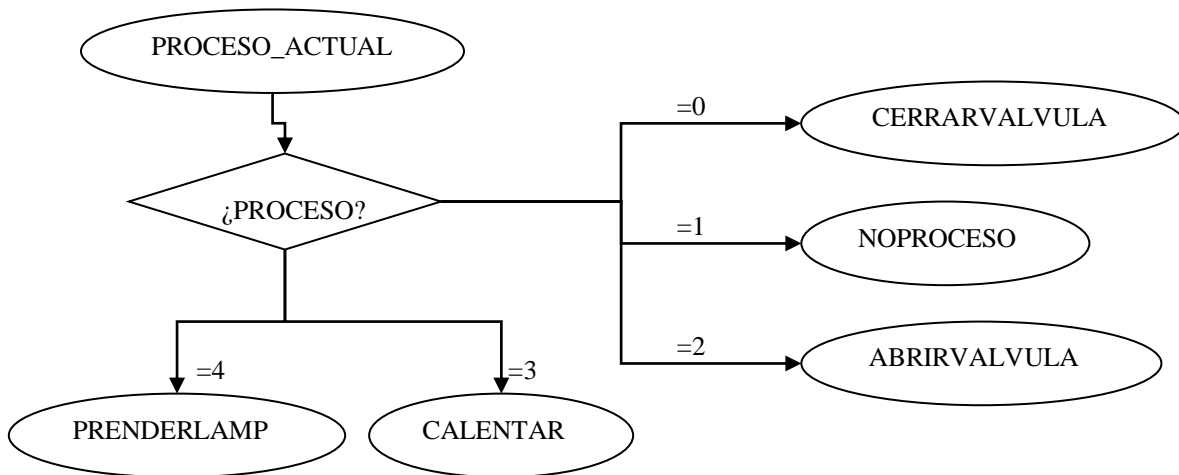 PROCESO_ACTUAL
=0
CERRARVALVULA
¿PROCESO?
=1
NOPROCESO
=2
ABRIRVALVULA
=4
=3
PRENDERLAMP
CALENTAR